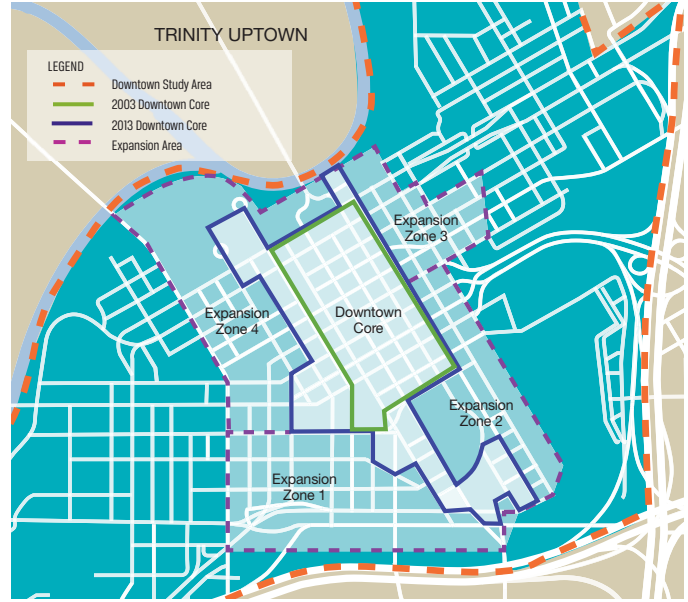 TRINITY UPTOWN
LEGEND
Downtown Study Area
2003 Downtown Core
2013 Downtown Core
Expansion Area
Expansion
Zone 3
Expansion
Zone 4
Downtown
Core
Expansion
Zone 2
Expansion
Zone 1